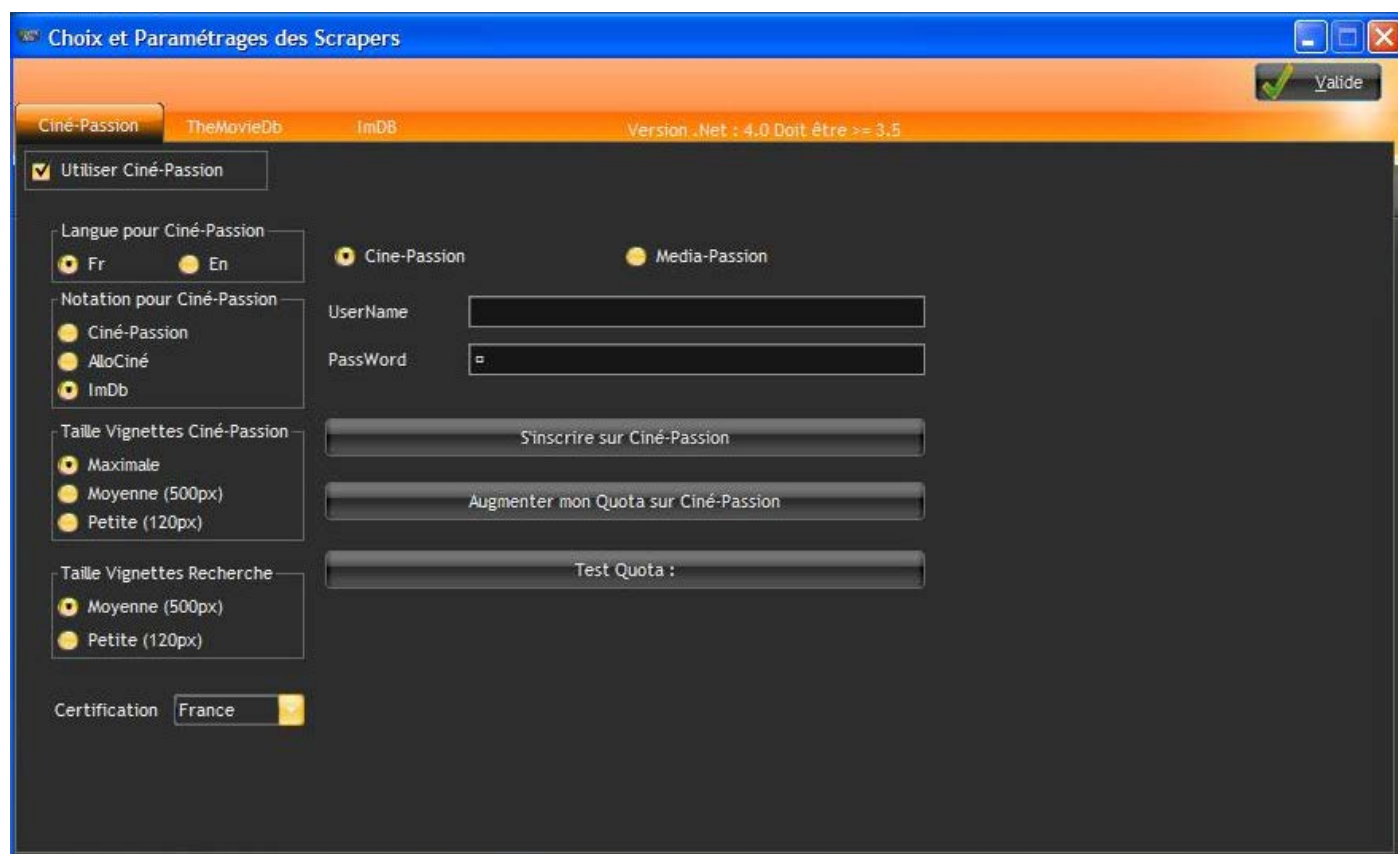 Choix et Paramétrages des Scrapers
Valide
Ciné-Passion TheMovieDb ImDB Version .Net : 4.0 Doit être >= 3.5
Utiliser Ciné-Passion
Langue pour Ciné-Passion
Fr En
Cine-Passion Media-Passion
Notation pour Ciné-Passion
Ciné-Passion
AlloCiné
ImDb
UserName
PassWord
Taille Vignettes Ciné-Passion
Maximale
Moyenne (500px)
Petite (120px)
S'inscrire sur Ciné-Passion
Augmenter mon Quota sur Ciné-Passion
Test Quota :
Taille Vignettes Recherche
Moyenne (500px)
Petite (120px)
Certification France